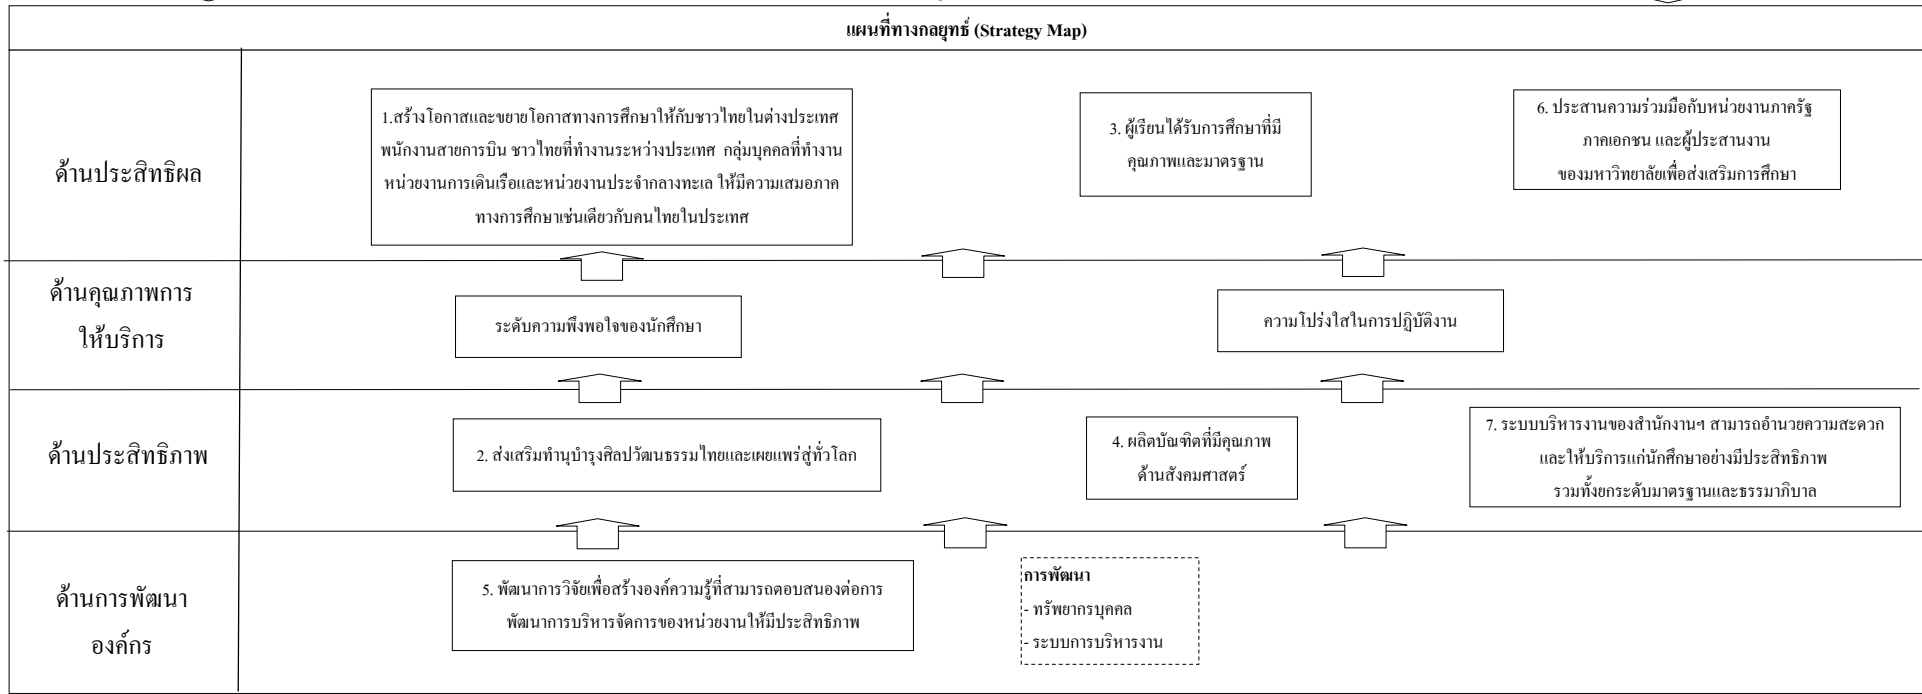 แผนที่ทางกลยุทธ์ (Strategy Map)
ด้านประสิทธิผล
1.สร้างโอกาสและขยายโอกาสทางการศึกษาให้กับชาวไทยในต่างประเทศ
พนักงานสายการบิน ชาวไทยที่ทำงานระหว่างประเทศ กลุ่มบุคคลที่ทำงาน
หน่วยงานการเดินเรือและหน่วยงานประจำกลางทะเล ให้มีความเสมอภาค
ทางการศึกษาเช่นเดียวกับคนไทยในประเทศ
3. ผู้เรียนได้รับการศึกษาที่มี
คุณภาพและมาตรฐาน
6. ประสานความร่วมมือกับหน่วยงานภาครัฐ
ภาคเอกชน และผู้ประสานงาน
ของมหาวิทยาลัยเพื่อส่งเสริมการศึกษา
ด้านคุณภาพการ
ให้บริการ
ระดับความพึงพอใจของนักศึกษา
ความโปร่งใสในการปฏิบัติงาน
ด้านประสิทธิภาพ
2. ส่งเสริมทำนุบำรุงศิลปวัฒนธรรมไทยและเผยแพร่สู่ทั่วโลก
4. ผลิตบัณฑิตที่มีคุณภาพ
ด้านสังคมศาสตร์
7. ระบบบริหารงานของสำนักงานฯ สามารถอำนวยความสะดวก
และให้บริการแก่นักศึกษาอย่างมีประสิทธิภาพ
รวมทั้งยกระดับมาตรฐานและธรรมาภิบาล
ด้านการพัฒนา
องค์กร
5. พัฒนาการวิจัยเพื่อสร้างองค์ความรู้ที่สามารถตอบสนองต่อการ
พัฒนาการบริหารจัดการของหน่วยงานให้มีประสิทธิภาพ
การพัฒนา
- ทรัพยากรบุคคล
- ระบบการบริหารงาน